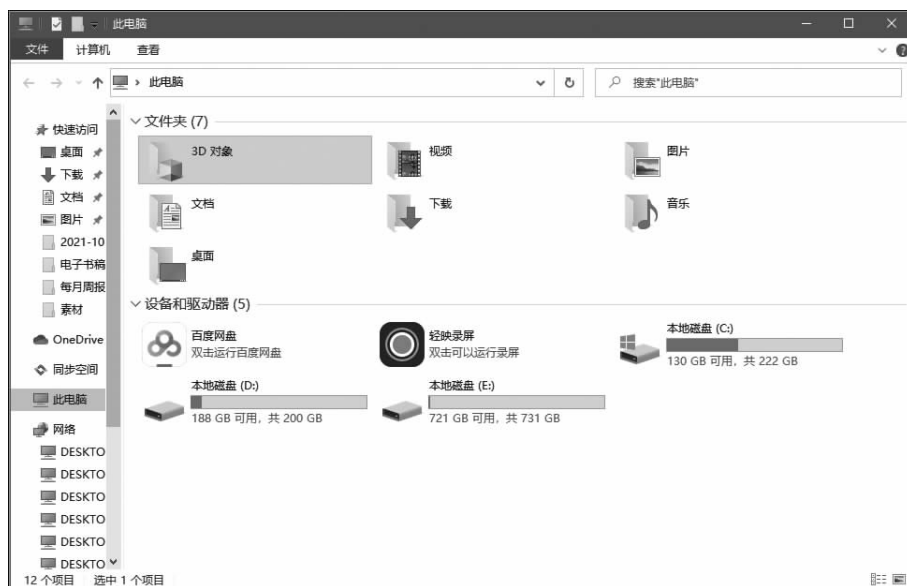 此电脑
文件 计算机 查看
此电脑
搜索"此电脑"
快速访问
桌面
下载
文档
图片
2021-10
电子书稿
每月周报
素材
OneDrive
同步空间
此电脑
网络
DESKTO
DESKTO
DESKTO
DESKTO
DESKTO
DESKTO
文件夹 (7)
3D 对象
视频
图片
文档
下载
音乐
桌面
设备和驱动器 (5)
百度网盘
双击运行百度网盘
轻映录屏
双击可以运行录屏
本地磁盘 (C:)
130 GB 可用，共 222 GB
本地磁盘 (D:)
188 GB 可用，共 200 GB
本地磁盘 (E:)
721 GB 可用，共 731 GB
12 个项目 选中 1 个项目